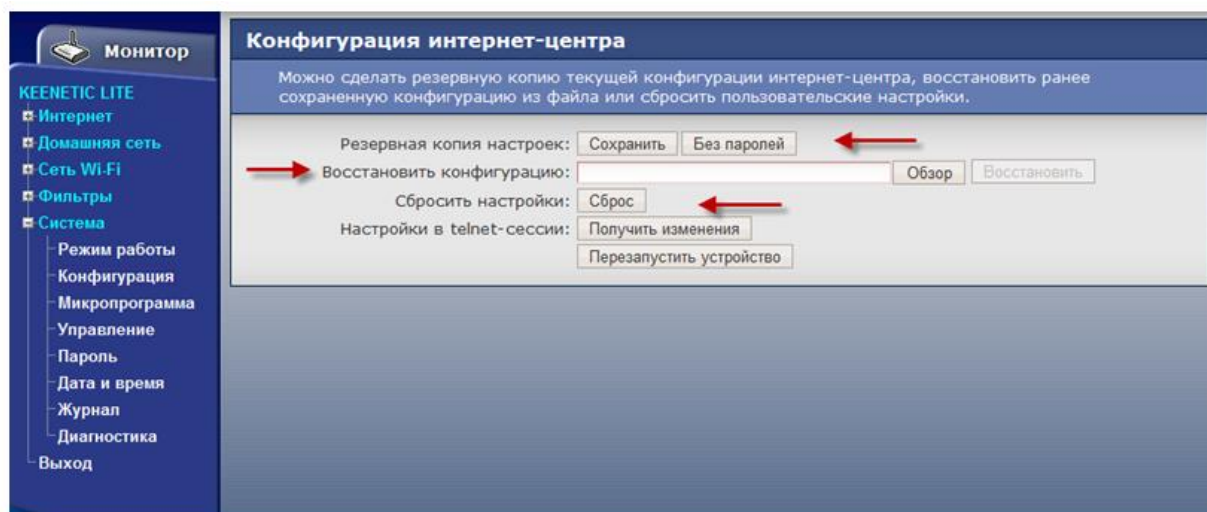 Монитор
KEENETIC LITE
Интернет
Домашняя сеть
Сеть Wi-Fi
Фильтры
Система
Режим работы
Конфигурация
Микропрограмма
Управление
Пароль
Дата и время
Журнал
Диагностика
Выход
Конфигурация интернет-центра
Можно сделать резервную копию текущей конфигурации интернет-центра, восстановить ранее
сохраненную конфигурацию из файла или сбросить пользовательские настройки.
Резервная копия настроек: Сохранить Без паролей
Восстановить конфигурацию: Обзор Восстановить
Сбросить настройки: Сброс
Настройки в telnet-сессии: Получить изменения
Перезапустить устройство